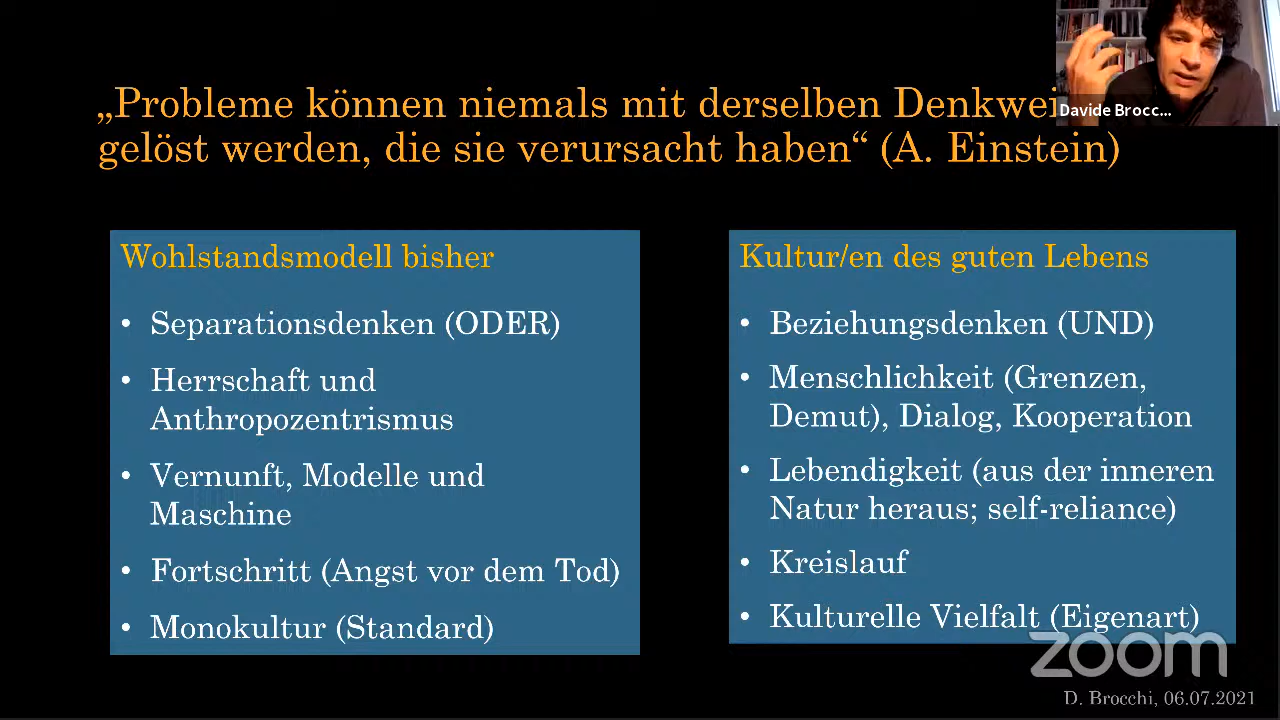 „Probleme können niemals mit derselben Denkwei
gelöst werden, die sie verursacht haben“ (A. Einstein)
Davide Brocc...
Wohlstandsmodell bisher
• Separationsdenken (ODER)
• Herrschaft und
Anthropozentrismus
• Vernunft, Modelle und
Maschine
• Fortschritt (Angst vor dem Tod)
• Monokultur (Standard)
Kultur/en des guten Lebens
• Beziehungsdenken (UND)
• Menschlichkeit (Grenzen,
Demut), Dialog, Kooperation
• Lebendigkeit (aus der inneren
Natur heraus; self-reliance)
• Kreislauf
• Kulturelle Vielfalt (Eigenart)
zoom
D. Brocchi, 06.07.2021